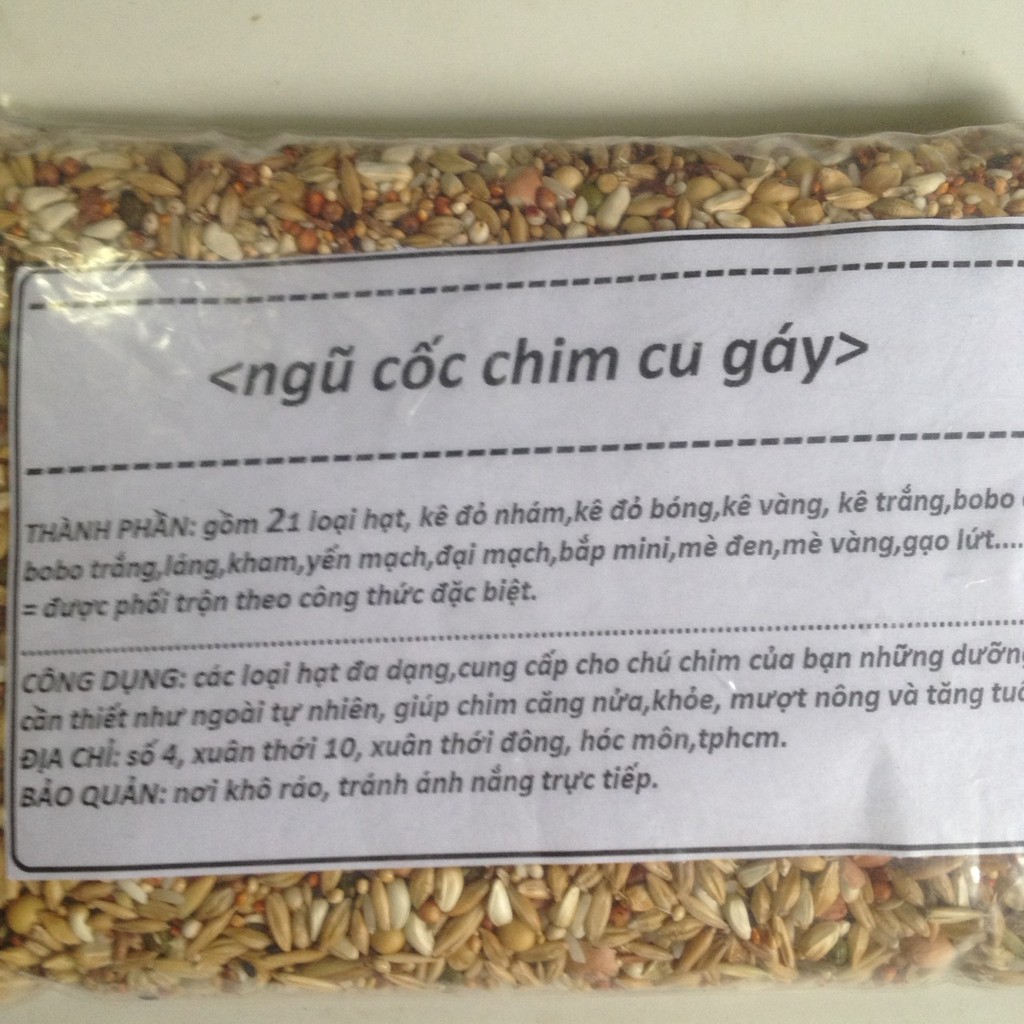 <ngũ cốc chim cu gáy>
THÀNH PHẦN: gồm 21 loại hạt, kê đỏ nhám,kê đỏ bóng,kê vàng, kê trắng,bobo
bobo trắng,láng,kham,yến mạch,đại mạch,bắp mini,mè đen,mè vàng,gạo lứt....
= được phối trộn theo công thức đặc biệt.
CÔNG DỤNG: các loại hạt đa dạng,cung cấp cho chú chim của bạn những dưỡng
cần thiết như ngoài tự nhiên, giúp chim căng nửa,khỏe, mượt nông và tăng
ĐỊA CHỈ: số 4, xuân thới 10, xuân thới đông, hóc môn,tphcm.
BẢO QUẢN: nơi khô ráo, tránh ánh nắng trực tiếp.